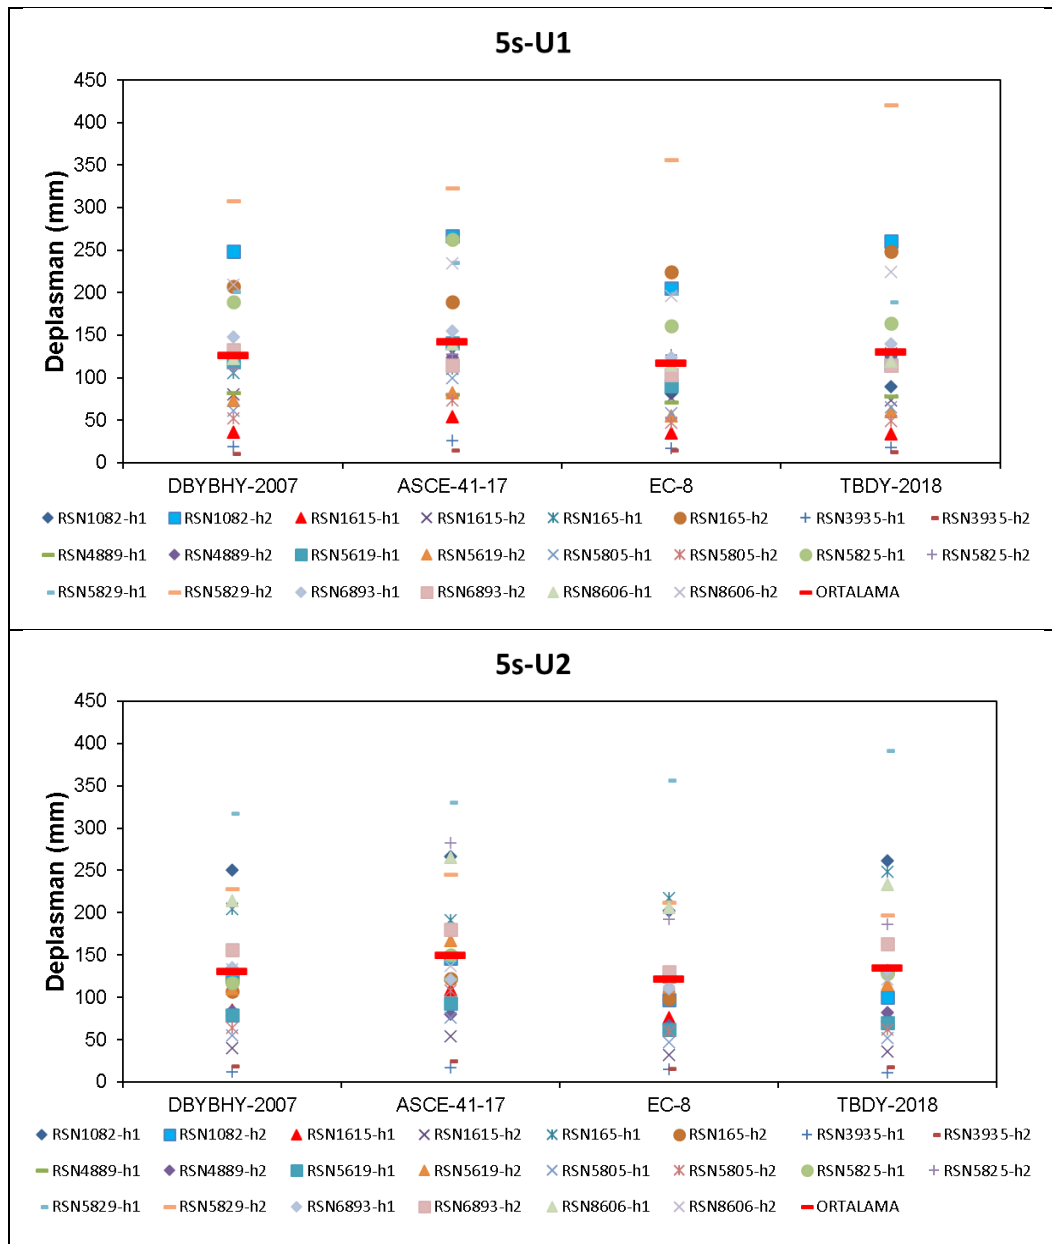 5s-U1
450
400
350
300
250
200
150
100
50
0
Deplasman (mm)
DBYBHY-2007 ASCE-41-17 EC-8 TBDY-2018
RSN1082-h1 RSN1082-h2 RSN1615-h1 RSN1615-h2 RSN165-h1 RSN165-h2 RSN3935-h1 RSN3935-h2
RSN4889-h1 RSN4889-h2 RSN5619-h1 RSN5619-h2 RSN5805-h1 RSN5805-h2 RSN5825-h1 RSN5825-h2
RSN5829-h1 RSN5829-h2 RSN6893-h1 RSN6893-h2 RSN8606-h1 RSN8606-h2 ORTALAMA
5s-U2
450
400
350
300
250
200
150
100
50
0
Deplasman (mm)
DBYBHY-2007 ASCE-41-17 EC-8 TBDY-2018
RSN1082-h1 RSN1082-h2 RSN1615-h1 RSN1615-h2 RSN165-h1 RSN165-h2 RSN3935-h1 RSN3935-h2
RSN4889-h1 RSN4889-h2 RSN5619-h1 RSN5619-h2 RSN5805-h1 RSN5805-h2 RSN5825-h1 RSN5825-h2
RSN5829-h1 RSN5829-h2 RSN6893-h1 RSN6893-h2 RSN8606-h1 RSN8606-h2 ORTALAMA